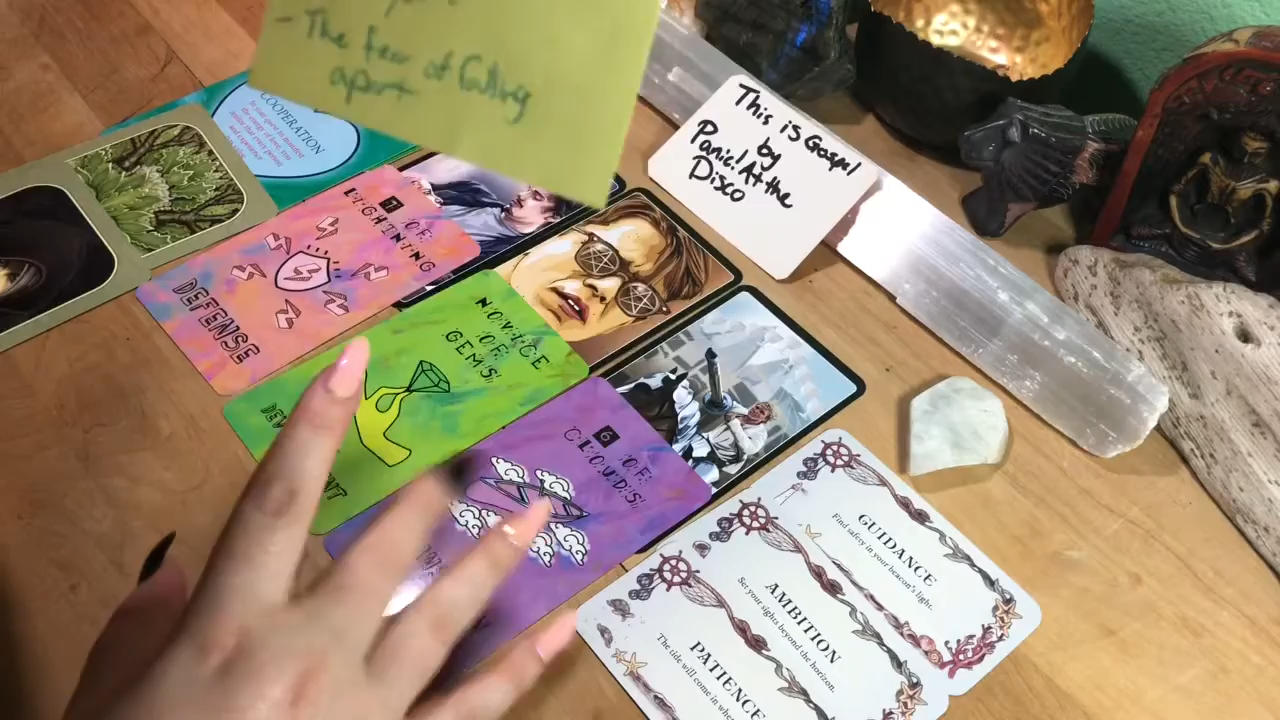 - The fear of falling
apart
This is Gospel
by
Panic! At the
Disco
COOPERATION
7
OF
LIGHTNING
DEFENSE
NOVICE
OF
GEMS
6
OF
CLOUDS
GUIDANCE
Find safety in your beacon's light.
AMBITION
Set your sights beyond the horizon.
PATIENCE
The tide will come in